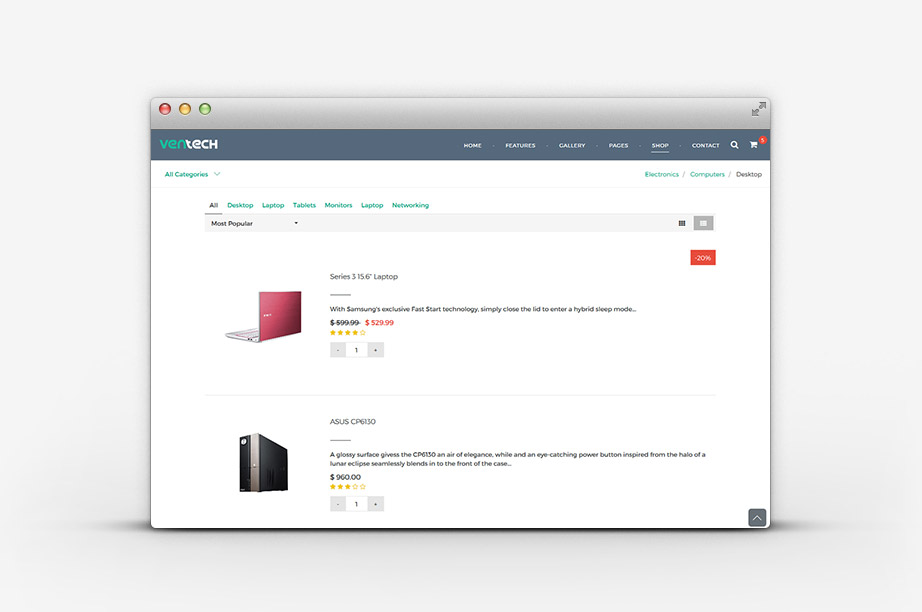 ventech HOME FEATURES GALLERY PAGES SHOP CONTACT 5
All Categories Electronics / Computers / Desktop
All Desktop Laptop Tablets Monitors Laptop Networking
Most Popular
-20%
Series 3 15.6" Laptop
With Samsung's exclusive Fast Start technology, simply close the lid to enter a hybrid sleep mode...
$ 599.99 $ 529.99
- 1 +
ASUS CP6130
A glossy surface givess the CP6130 an air of elegance, while and an eye-catching power button inspired from the halo of a
lunar eclipse seamlessly blends in to the front of the case...
$ 960.00
- 1 +